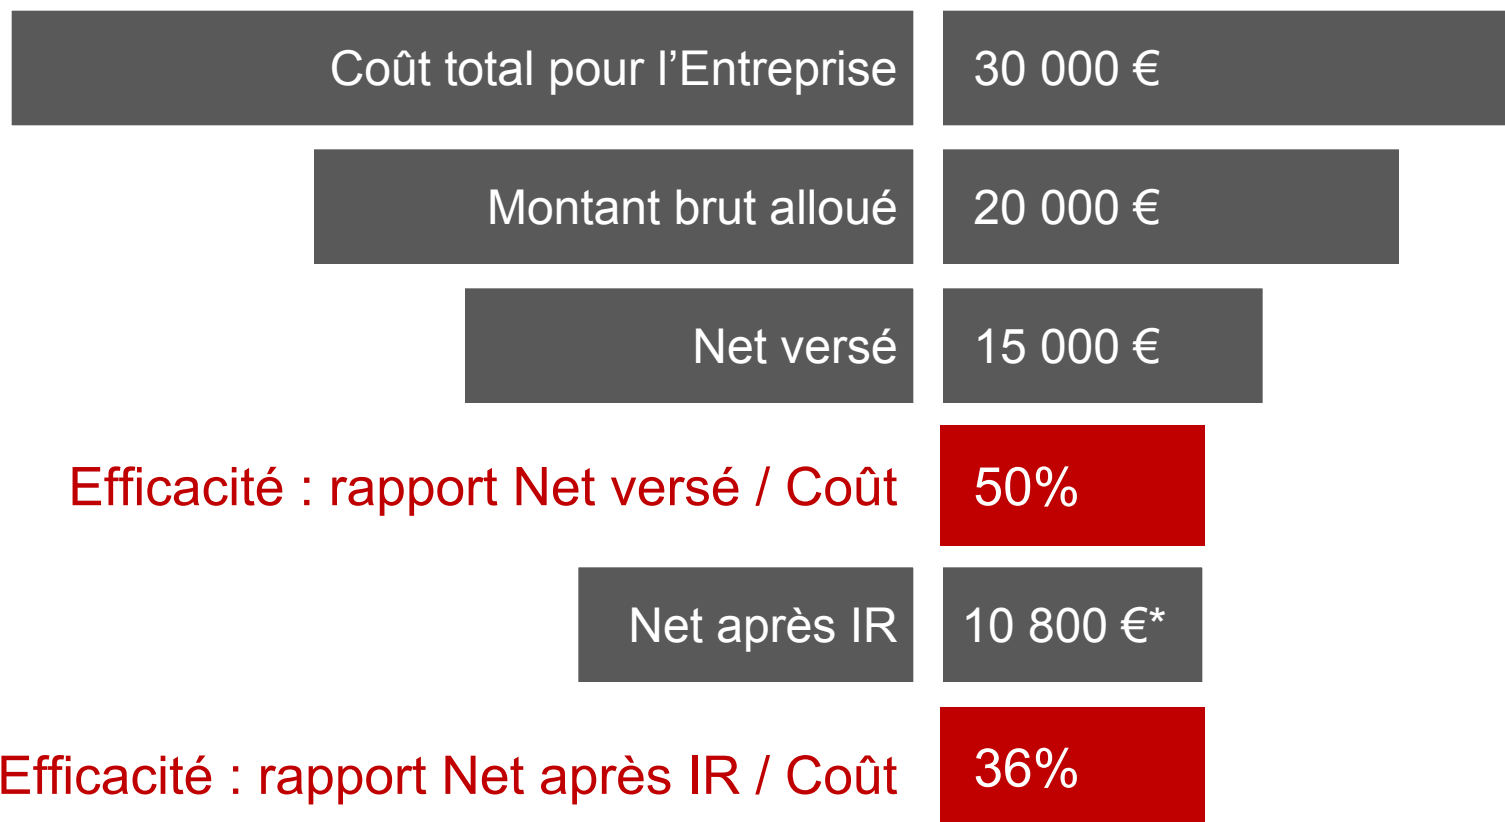 Coût total pour l’Entreprise 30 000 €
Montant brut alloué 20 000 €
Net versé 15 000 €
Efficacité : rapport Net versé / Coût 50%
Net après IR 10 800 €*
Efficacité : rapport Net après IR / Coût 36%